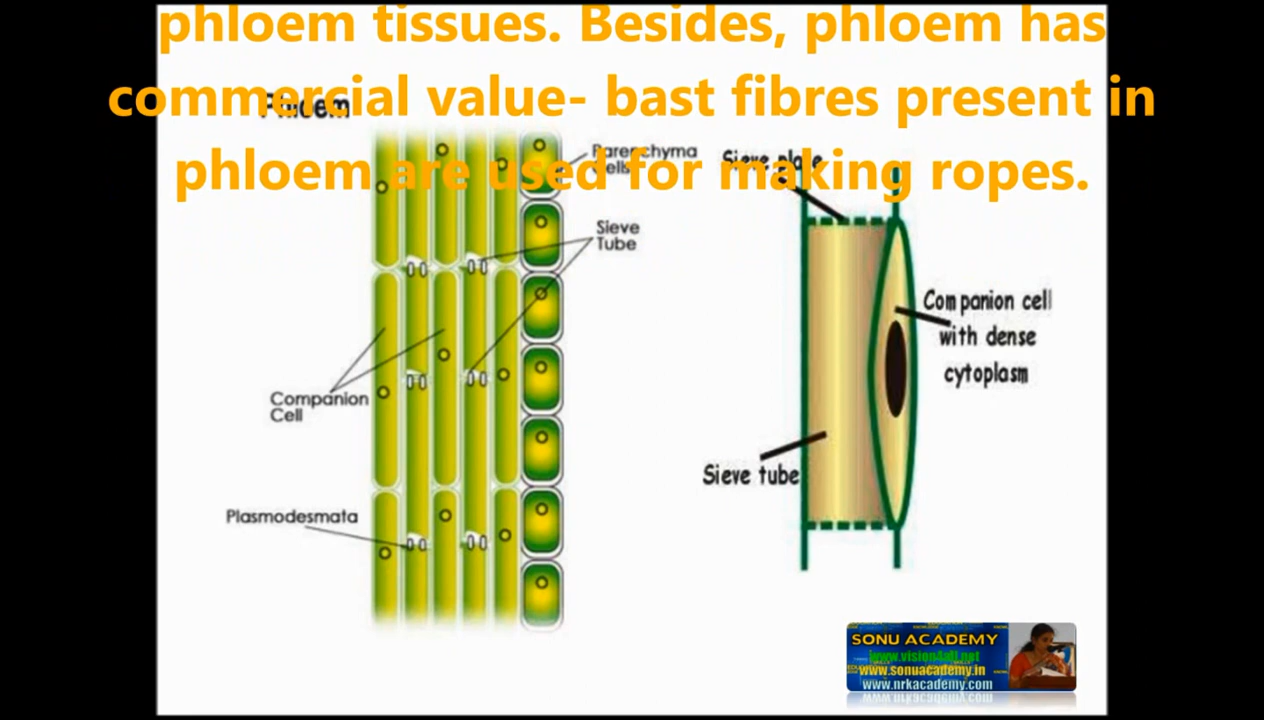 phloem tissues. Besides, phloem has
commercial value- bast fibres present in
phloem are used for making ropes.
Phloem
Parenchyma
Cells
Sieve
Tube
Companion
Cell
Plasmodesmata
Sieve plate
Companion cell
with dense
cytoplasm
Sieve tube
SONU ACADEMY
www.vision4all.net
www.sonuacademy.in
www.nrkacademy.com